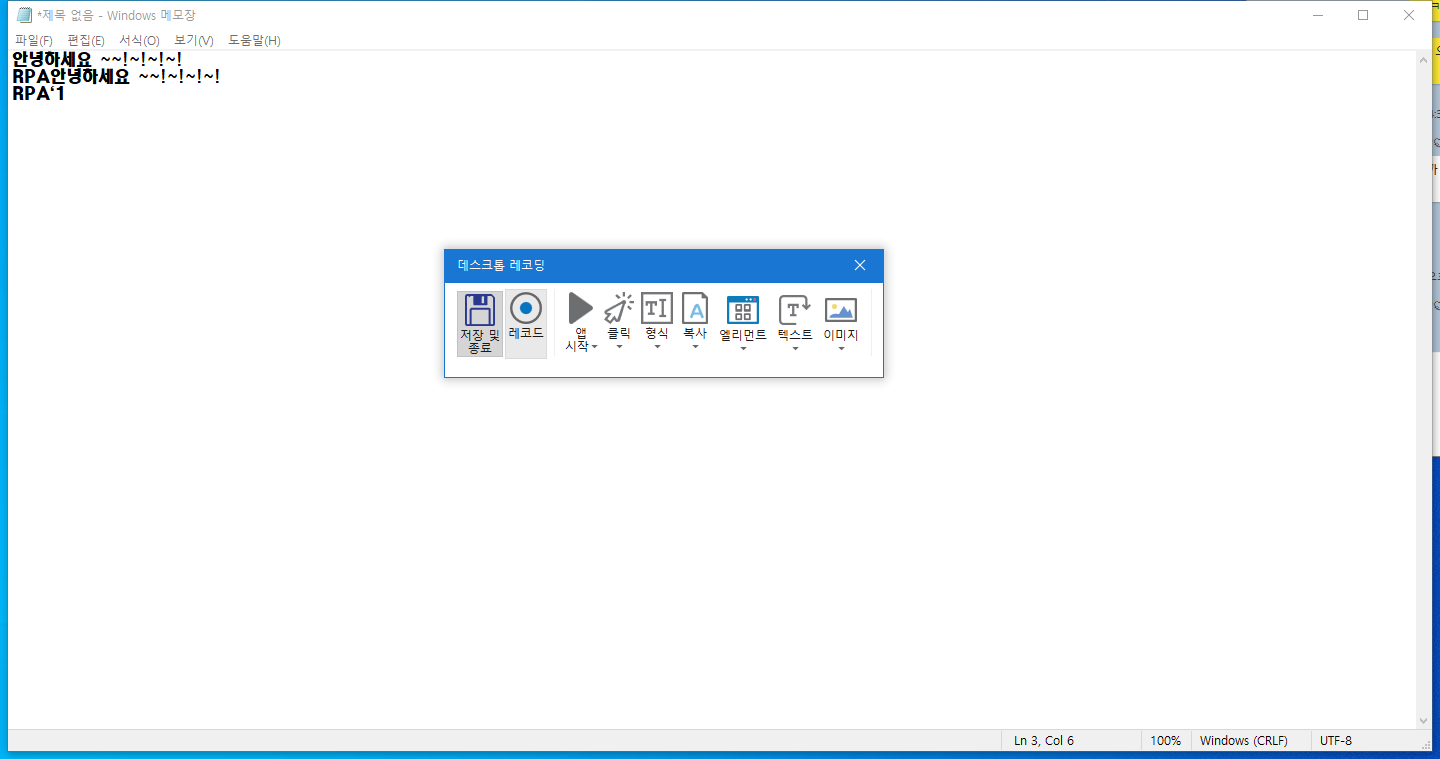 *제목 없음 - Windows 메모장
파일(F) 편집(E) 서식(O) 보기(V) 도움말(H)
안녕하세요 ~~!~!~!~!
RPA안녕하세요 ~~!~!~!~!
RPA‘1
데스크톱 레코딩
저장 및
종료
레코드
앱
시작
클릭
형식
복사
엘리먼트
텍스트
이미지
Ln 3, Col 6
100%
Windows (CRLF)
UTF-8